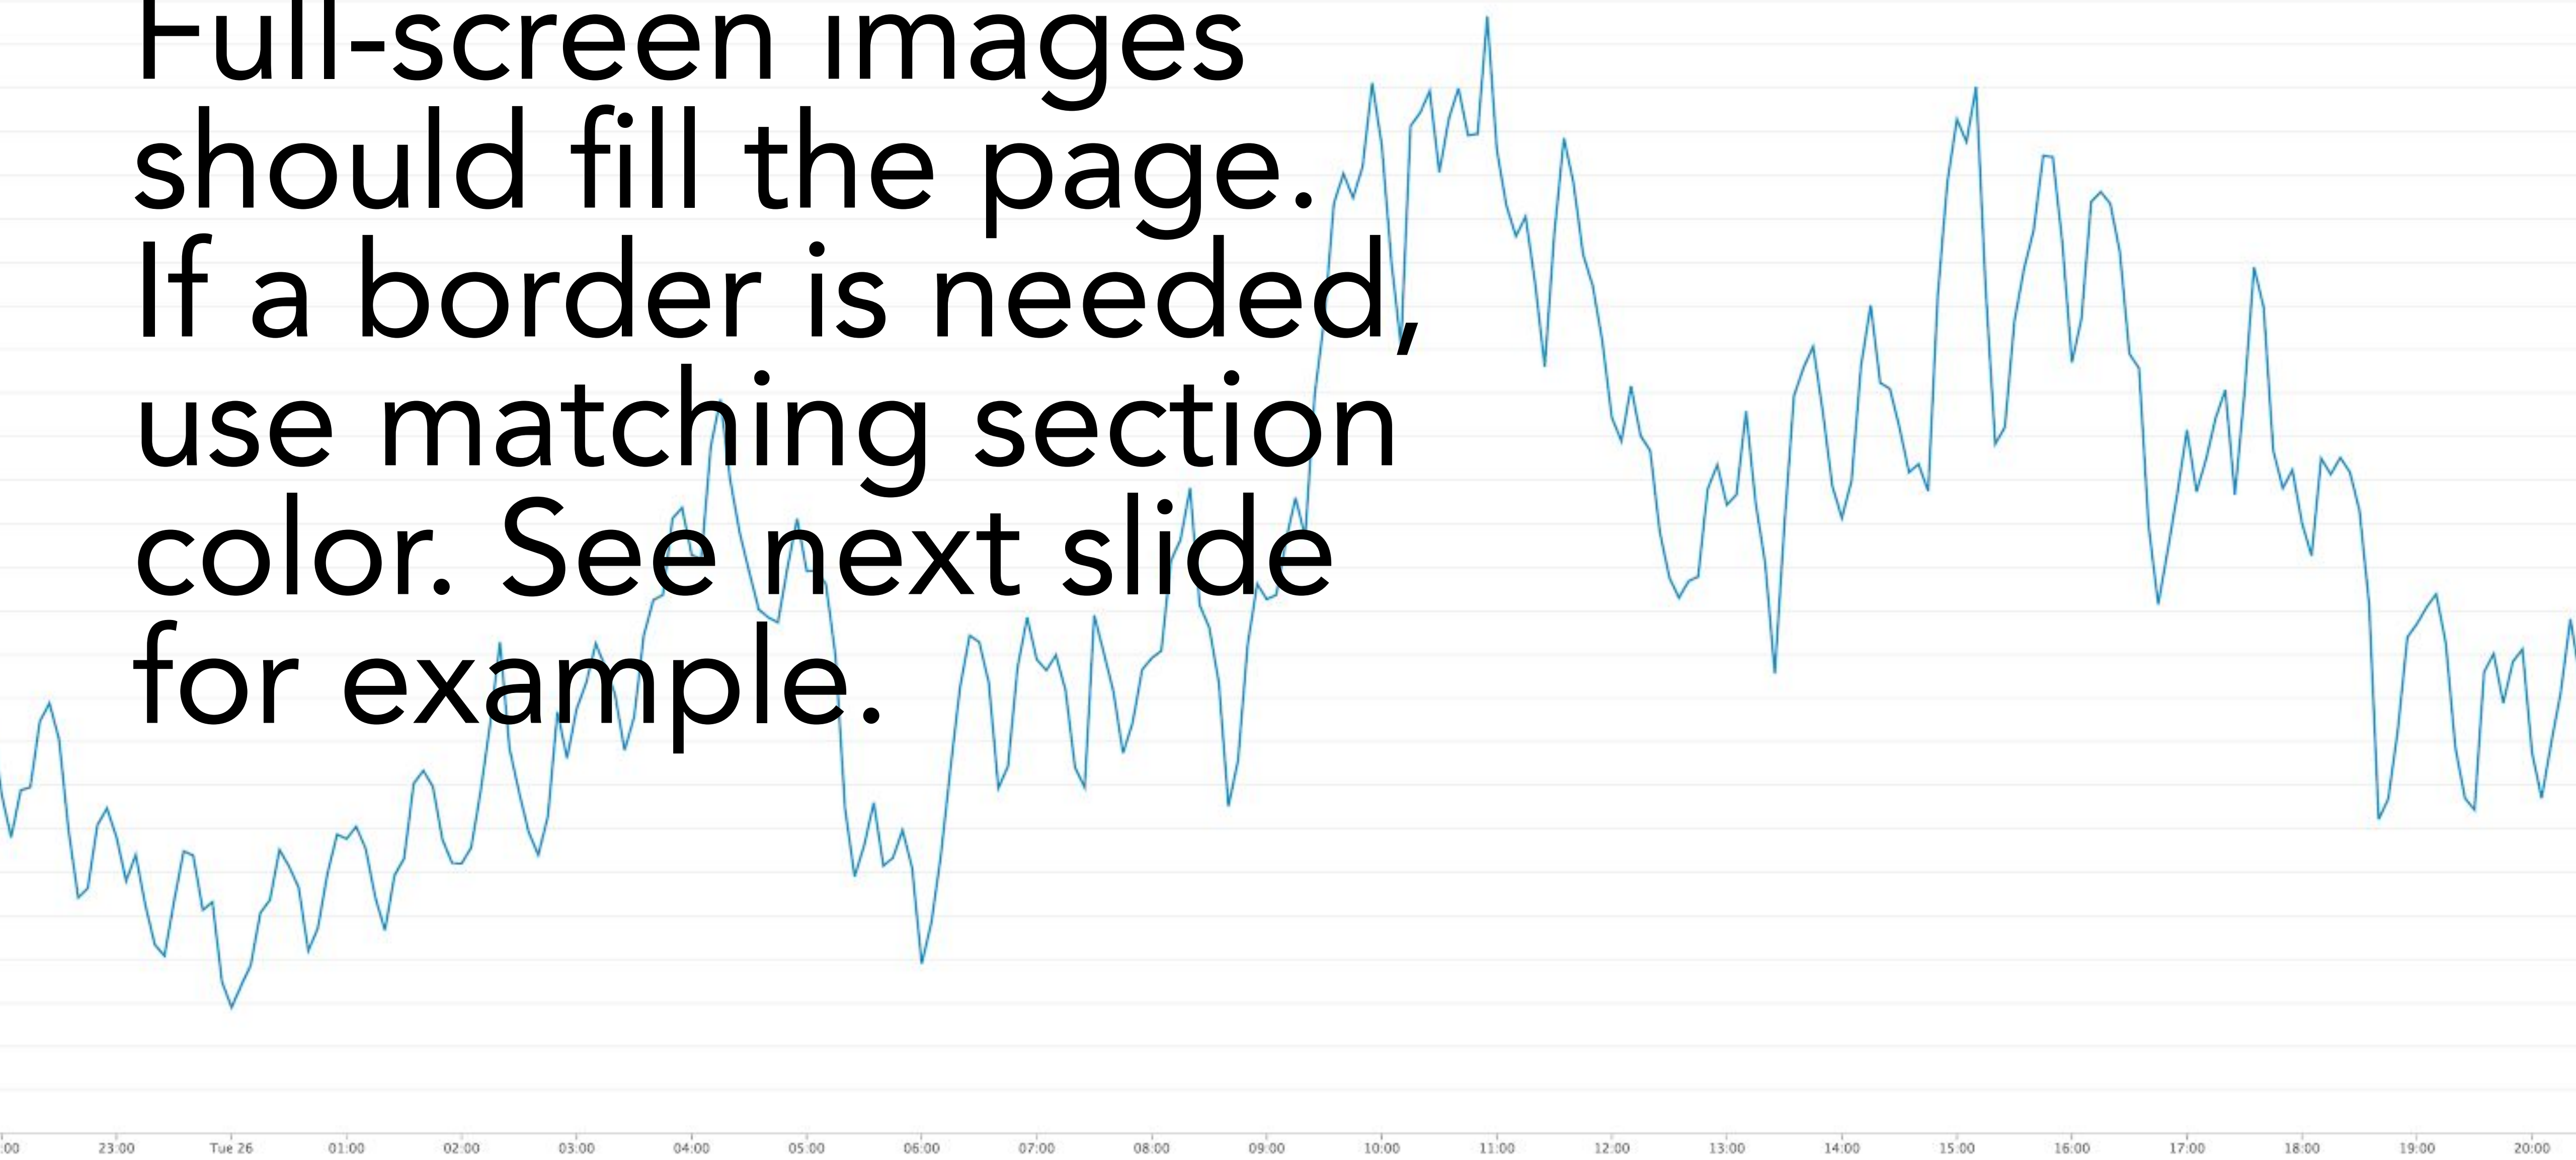 Full-screen images
should fill the page.
If a border is needed,
use matching section
color. See next slide
for example.
:00 23:00 Tue 26 01:00 02:00 03:00 04:00 05:00 06:00 07:00 08:00 09:00 10:00 11:00 12:00 13:00 14:00 15:00 16:00 17:00 18:00 19:00 20:00